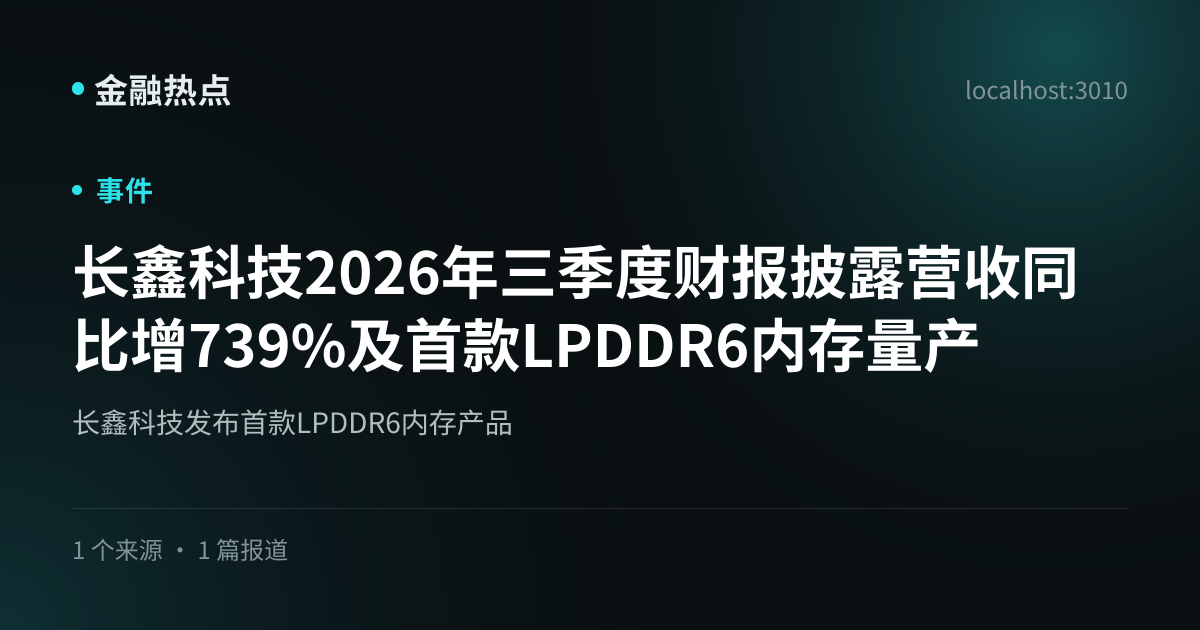 金融热点
localhost:3010
事件
长鑫科技2026年三季度财报披露营收同
比增739%及首款LPDDR6内存量产
长鑫科技发布首款LPDDR6内存产品
1 个来源 · 1 篇报道